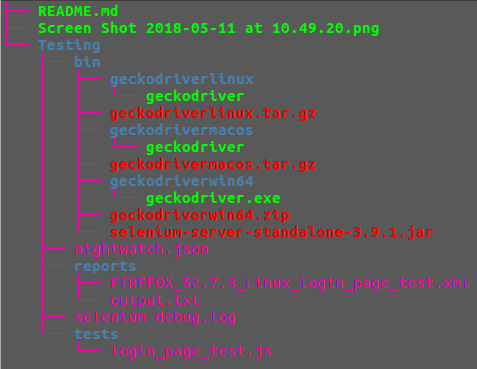 README.md
Screen Shot 2018-05-11 at 10.49.20.png
Testing
bin
geckodriverlinux
geckodriver
geckodriverlinux.tar.gz
geckodrivermacos
geckodriver
geckodrivermacos.tar.gz
geckodriverwin64
geckodriver.exe
geckodriverwin64.zip
selenium-server-standalone-3.9.1.jar
nightwatch.json
reports
FIREFOX_52.7.3_Linux_login_page_test.xml
output.txt
selenium-debug.log
tests
login_page_test.js